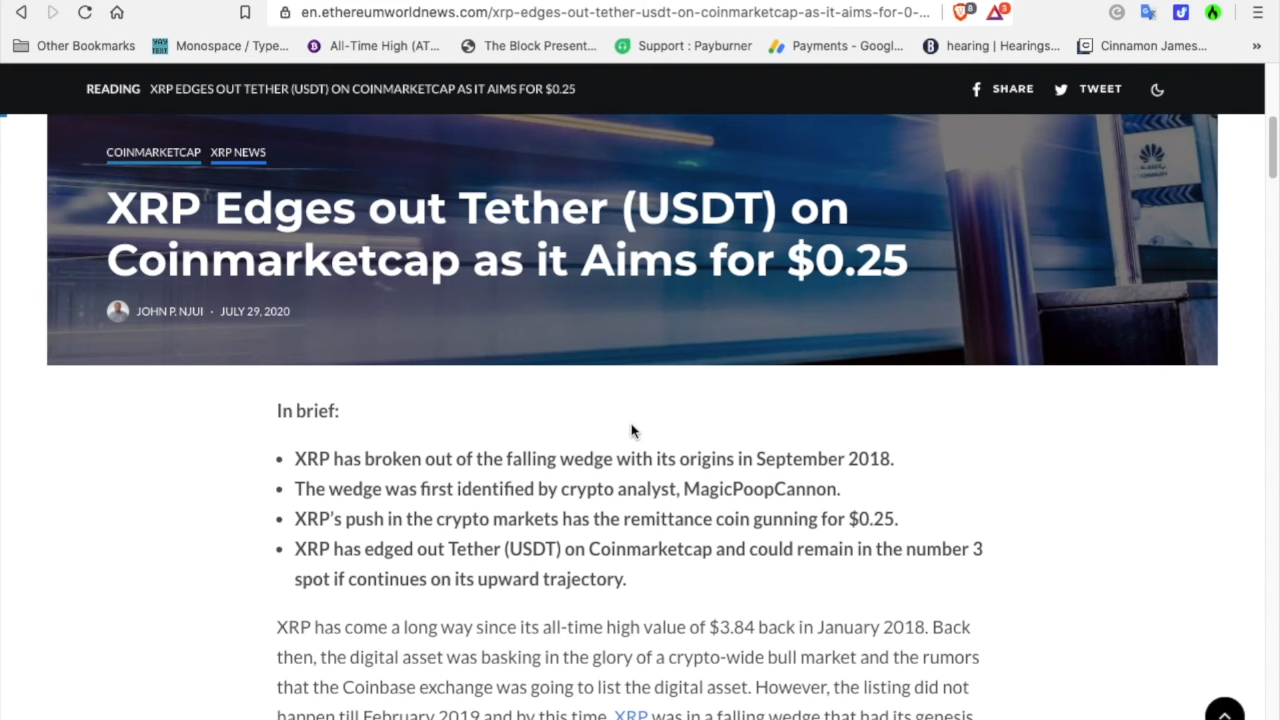 en.ethereumworldnews.com/xrp-edges-out-tether-usdt-on-coinmarketcap-as-it-aims-for-0-...
8
3
Other Bookmarks
YAY TEXT
Monospace / Type...
All-Time High (AT...
The Block Present...
Support : Payburner
Payments - Googl...
hearing | Hearings...
Cinnamon James...
»
READING XRP EDGES OUT TETHER (USDT) ON COINMARKETCAP AS IT AIMS FOR $0.25
SHARE
TWEET
COINMARKETCAP XRP NEWS
XRP Edges out Tether (USDT) on
Coinmarketcap as it Aims for $0.25
JOHN P. NJUI · JULY 29, 2020
In brief:
• XRP has broken out of the falling wedge with its origins in September 2018.
• The wedge was first identified by crypto analyst, MagicPoopCannon.
• XRP's push in the crypto markets has the remittance coin gunning for $0.25.
• XRP has edged out Tether (USDT) on Coinmarketcap and could remain in the number 3
spot if continues on its upward trajectory.
XRP has come a long way since its all-time high value of $3.84 back in January 2018. Back
then, the digital asset was basking in the glory of a crypto-wide bull market and the rumors
that the Coinbase exchange was going to list the digital asset. However, the listing did not
happen till February 2019 and by this time, XRP was in a falling wedge that had its genesis